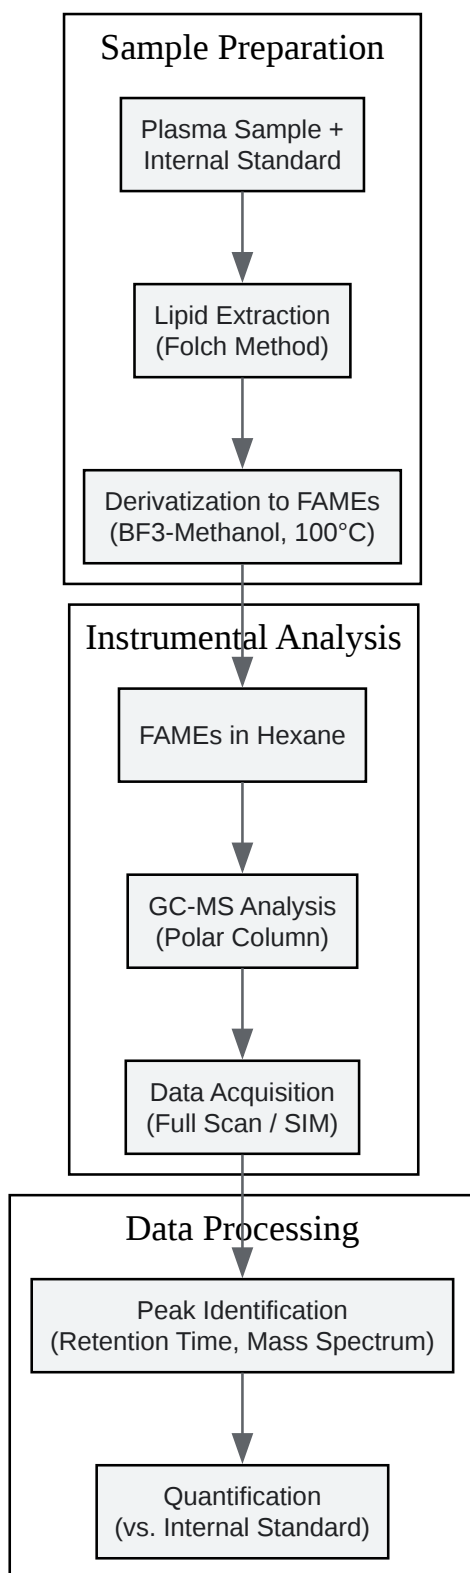 Sample Preparation
Plasma Sample +
Internal Standard
Lipid Extraction
(Folch Method)
Derivatization to FAMEs
(BF3-Methanol, 100°C)
Instrumental Analysis
FAMEs in Hexane
GC-MS Analysis
(Polar Column)
Data Acquisition
(Full Scan / SIM)
Data Processing
Peak Identification
(Retention Time, Mass Spectrum)
Quantification
(vs. Internal Standard)